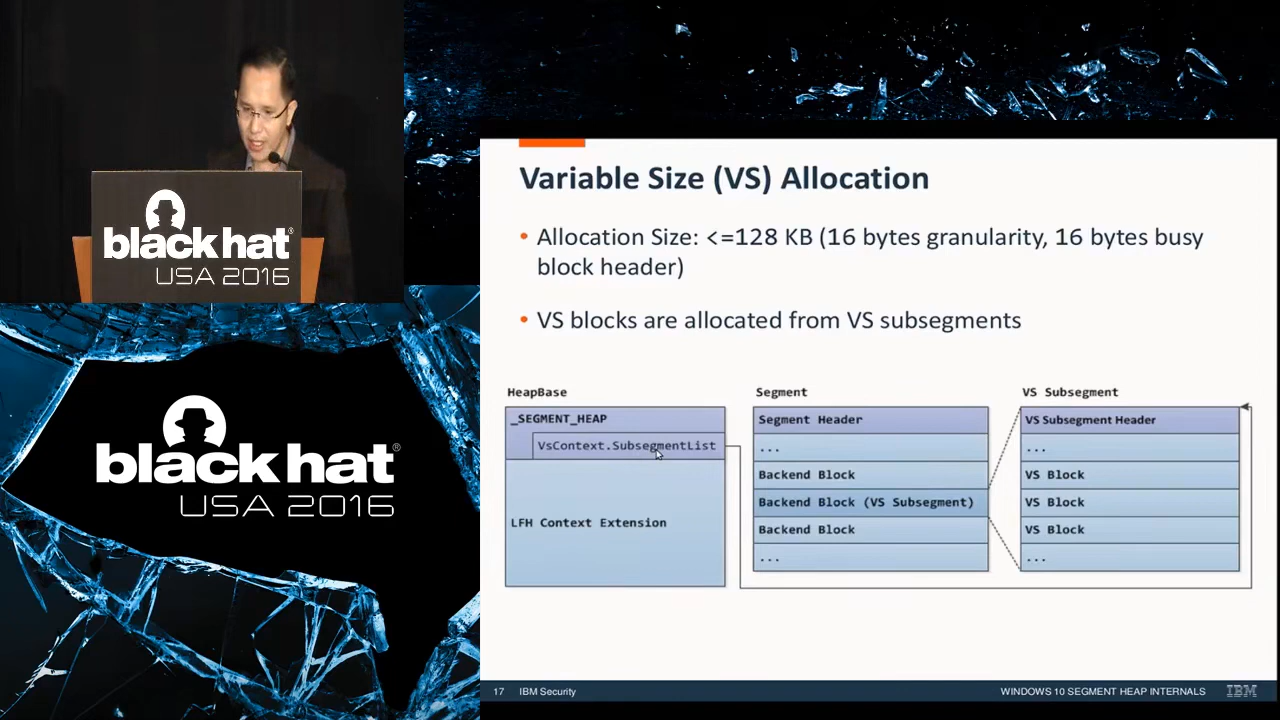 black hat®
USA 2016
black hat®
USA 2016
Variable Size (VS) Allocation
• Allocation Size: <=128 KB (16 bytes granularity, 16 bytes busy
block header)
• VS blocks are allocated from VS subsegments
HeapBase
_SEGMENT_HEAP
VsContext.SubsegmentList
LFH Context Extension
Segment
Segment Header
...
Backend Block
Backend Block (VS Subsegment)
Backend Block
...
VS Subsegment
VS Subsegment Header
...
VS Block
VS Block
VS Block
...
17 IBM Security
WINDOWS 10 SEGMENT HEAP INTERNALS
IBM